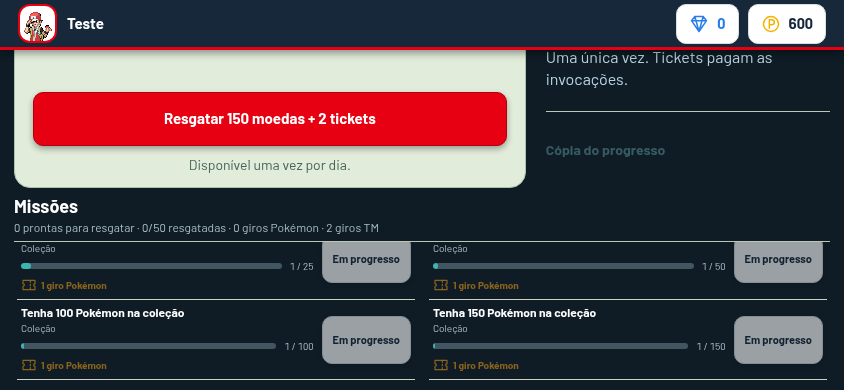 Teste
0
600
Uma única vez. Tickets pagam as
invocações.
Resgatar 150 moedas + 2 tickets
Disponível uma vez por dia.
Cópia do progresso
Missões
0 prontas para resgatar · 0/50 resgatadas · 0 giros Pokémon · 2 giros TM
Coleção
1 / 25
Em progresso
1 giro Pokémon
Coleção
1 / 50
Em progresso
1 giro Pokémon
Tenha 100 Pokémon na coleção
Coleção
1 / 100
Em progresso
1 giro Pokémon
Tenha 150 Pokémon na coleção
Coleção
1 / 150
Em progresso
1 giro Pokémon